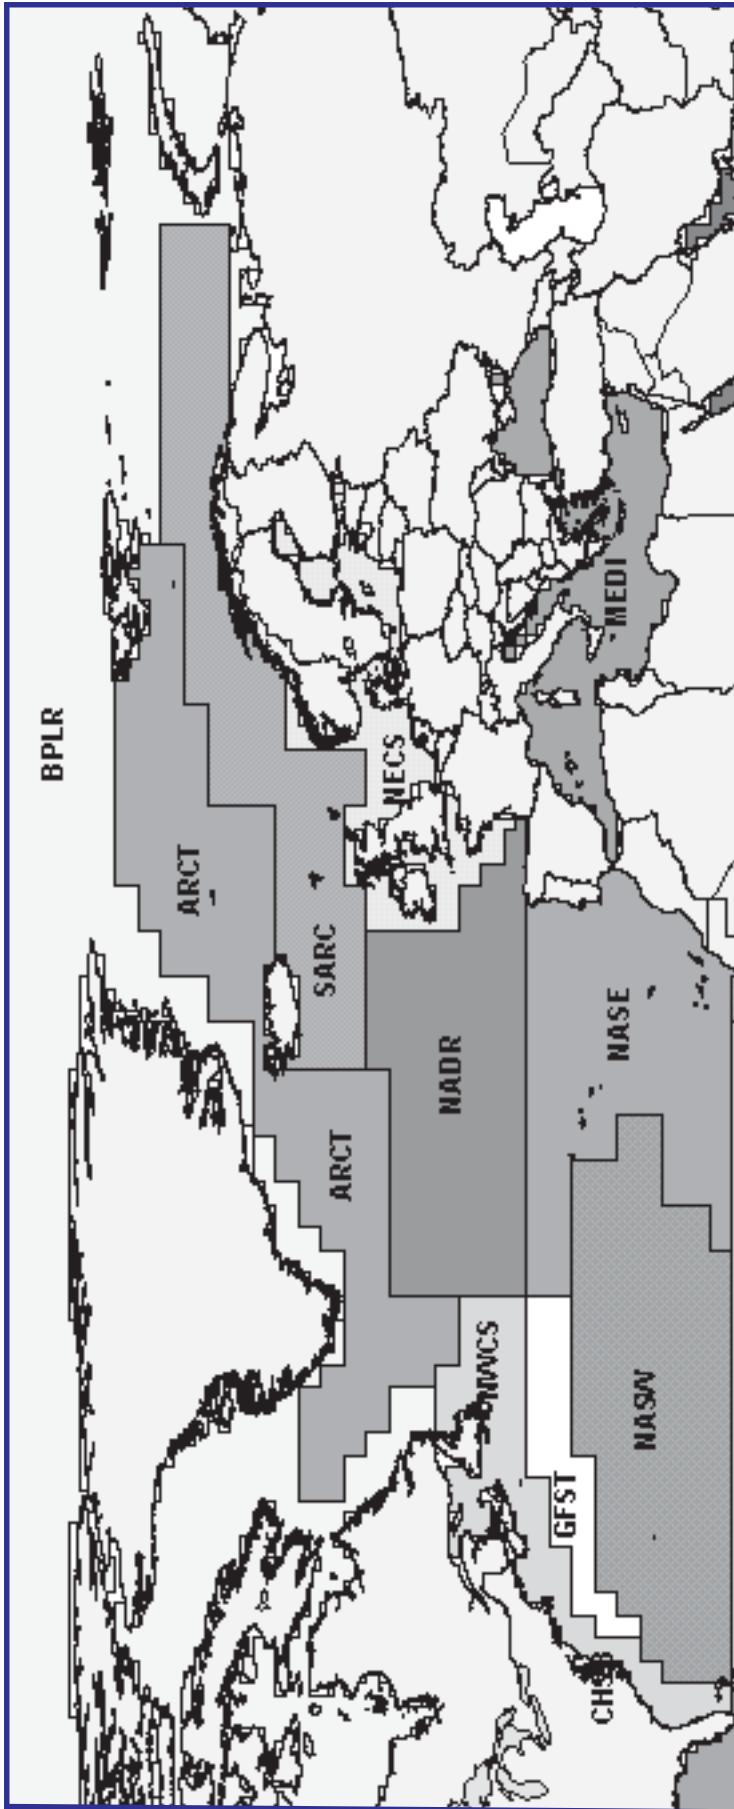 BPLR
ARCT
SARC
NECS
MEDI
ARCT
NADR
NASE
NWCS
GFST
NASW